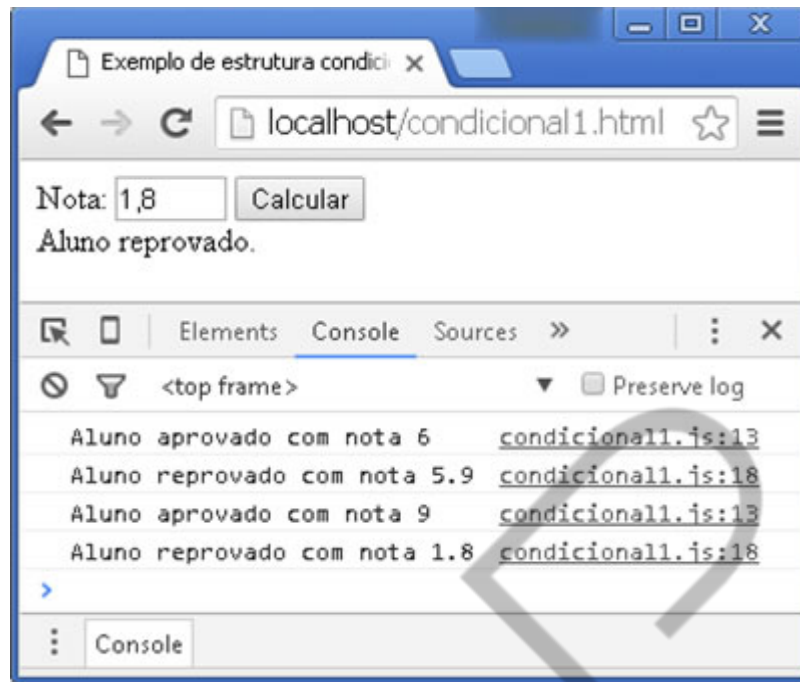 Exemplo de estrutura condici
localhost/condicional1.html
Nota: 1,8 Calcular
Aluno reprovado.
Elements Console Sources »
<top frame> Preserve log
Aluno aprovado com nota 6 condicional1.js:13
Aluno reprovado com nota 5.9 condicional1.js:18
Aluno aprovado com nota 9 condicional1.js:13
Aluno reprovado com nota 1.8 condicional1.js:18
>
Console